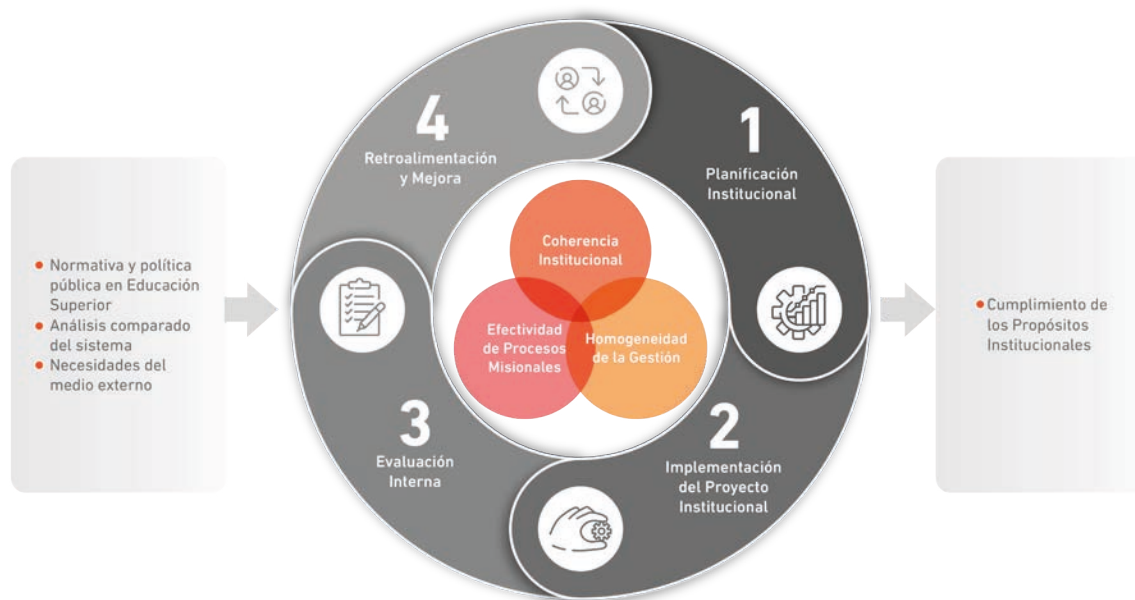 Normativa y política
pública en Educación
Superior
Análisis comparado
del sistema
Necesidades del
medio externo
1
Planificación
Institucional
2
Implementación
del Proyecto
Institucional
3
Evaluación
Interna
4
Retroalimentación
y Mejora
Coherencia
Institucional
Efectividad
de Procesos
Misionales
Homogeneidad
de la Gestión
Cumplimiento de
los Propósitos
Institucionales